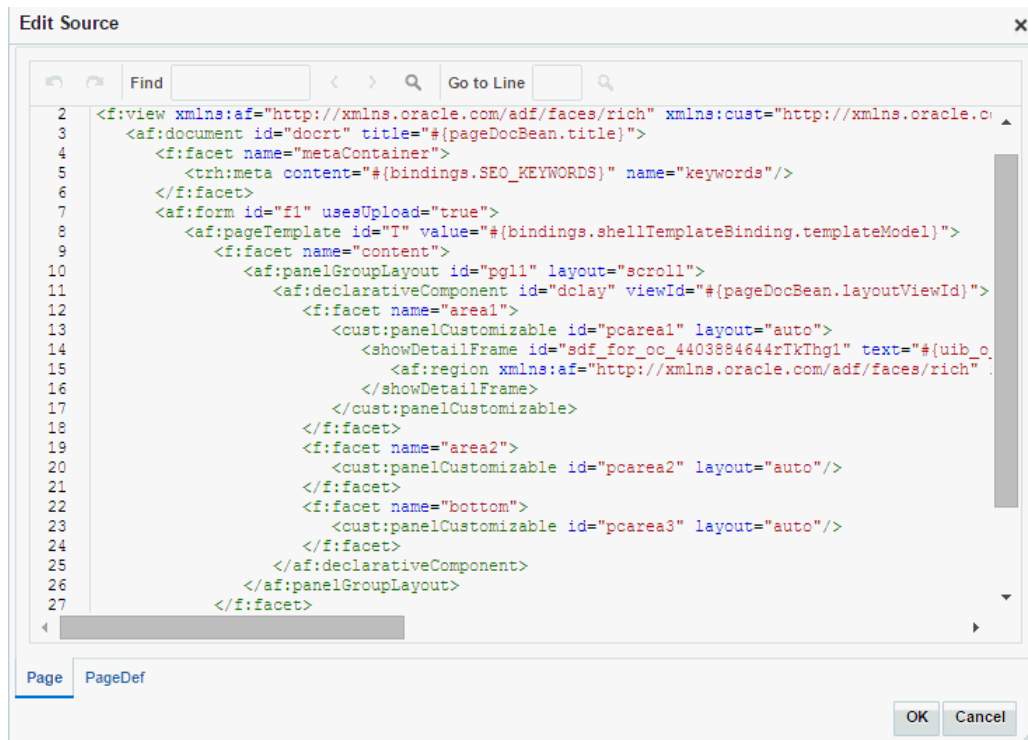 Edit Source
Find Go to Line
2 <f:view xmlns:af="http://xmlns.oracle.com/adf/faces/rich" xmlns:cust="http://xmlns.oracle.c
3 <af:document id="docrt" title="#{pageDocBean.title}">
4 <f:facet name="metaContainer">
5 <trh:meta content="#{bindings.SEO_KEYWORDS}" name="keywords"/>
6 </f:facet>
7 <af:form id="f1" usesUpload="true">
8 <af:pageTemplate id="T" value="#{bindings.shellTemplateBinding.templateModel}">
9 <f:facet name="content">
10 <af:panelGroupLayout id="pgl1" layout="scroll">
11 <af:declarativeComponent id="dclay" viewId="#{pageDocBean.layoutViewId}">
12 <f:facet name="area1">
13 <cust:panelCustomizable id="pcarea1" layout="auto">
14 <showDetailFrame id="sdf_for_oc_4403884644rTkThg1" text="#{uib_o_
15 <af:region xmlns:af="http://xmlns.oracle.com/adf/faces/rich"
16 </showDetailFrame>
17 </cust:panelCustomizable>
18 </f:facet>
19 <f:facet name="area2">
20 <cust:panelCustomizable id="pcarea2" layout="auto"/>
21 </f:facet>
22 <f:facet name="bottom">
23 <cust:panelCustomizable id="pcarea3" layout="auto"/>
24 </f:facet>
25 </af:declarativeComponent>
26 </af:panelGroupLayout>
27 </f:facet>
Page PageDef
OK Cancel